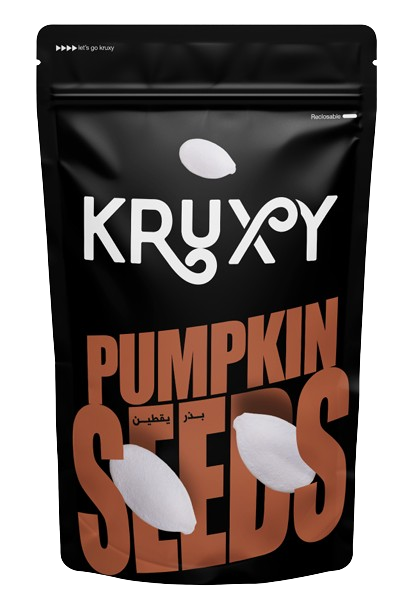 let's go kruxy
Reclosable
KRUXY
PUMPKIN
بذر يقطين
SEEDS